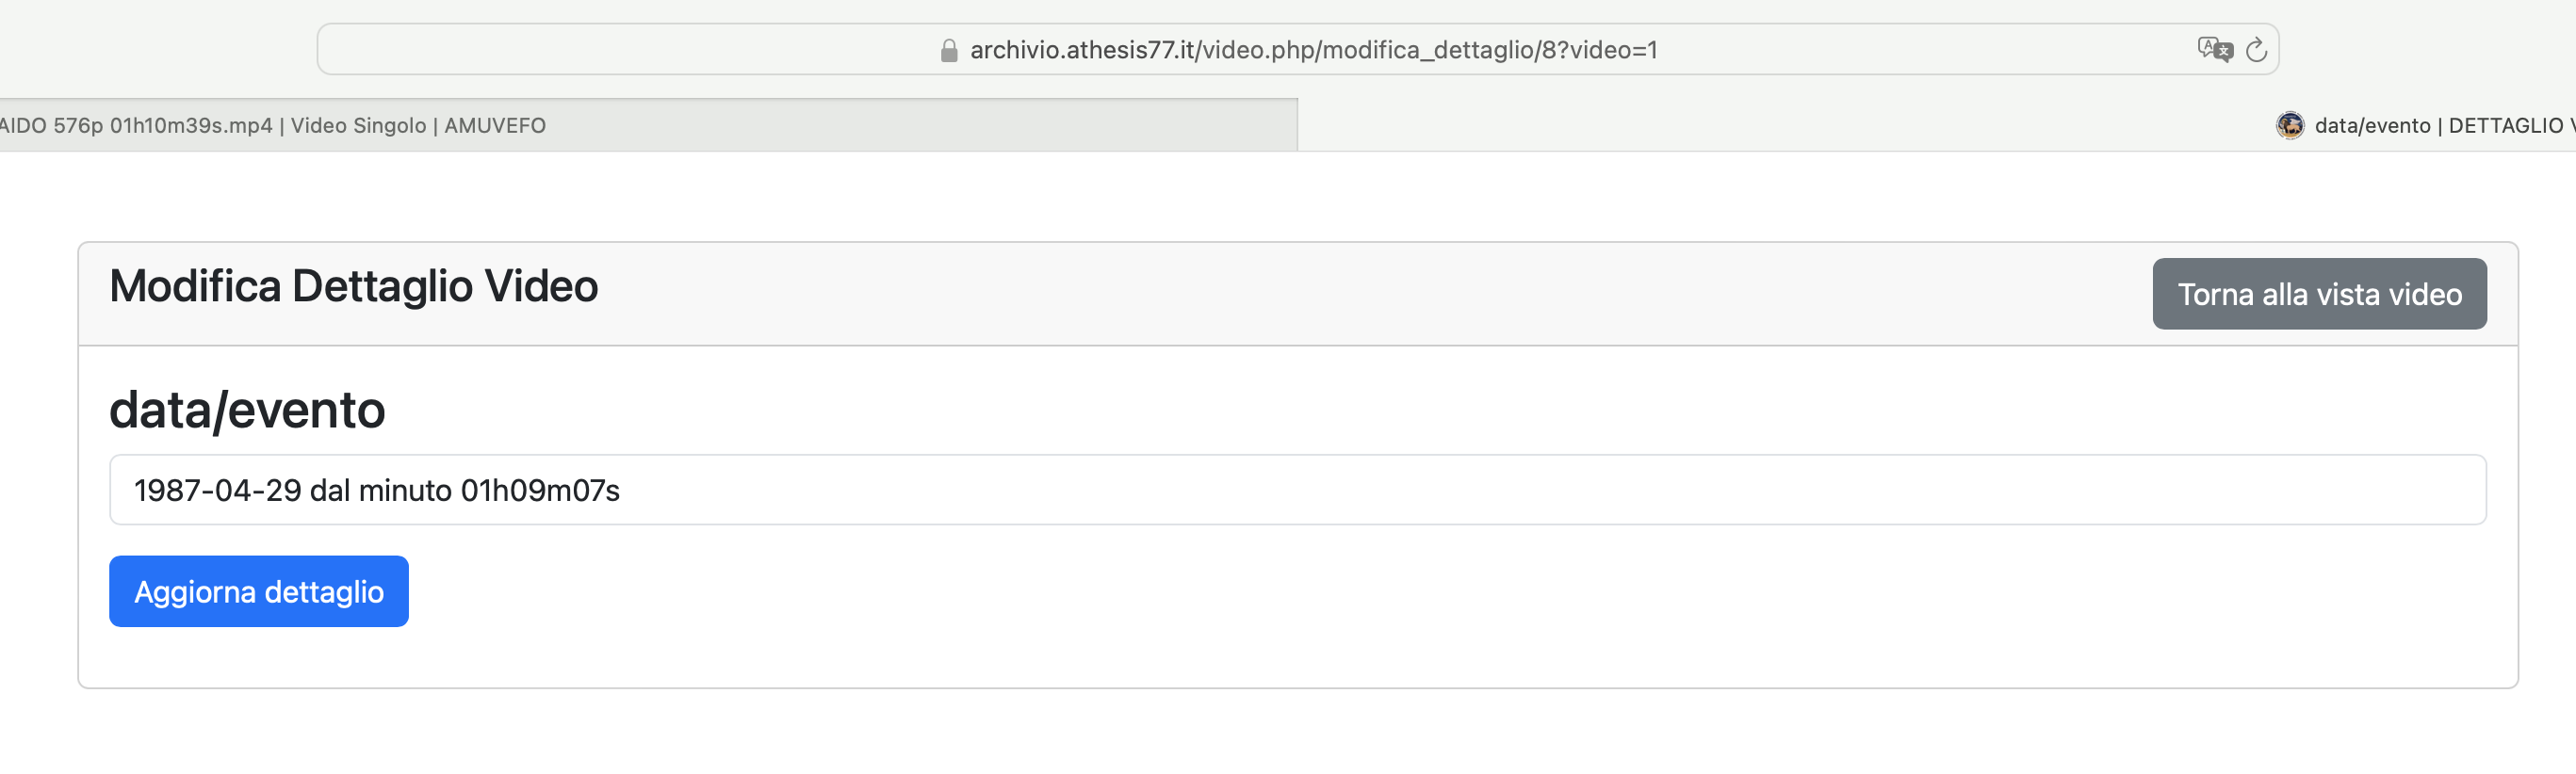 archivio.athesis77.it/video.php/modifica_dettaglio/8?video=1
AIDO 576p 01h10m39s.mp4 | Video Singolo | AMUVEFO
data/evento | DETTAGLIO V
Modifica Dettaglio Video
Torna alla vista video
data/evento
1987-04-29 dal minuto 01h09m07s
Aggiorna dettaglio